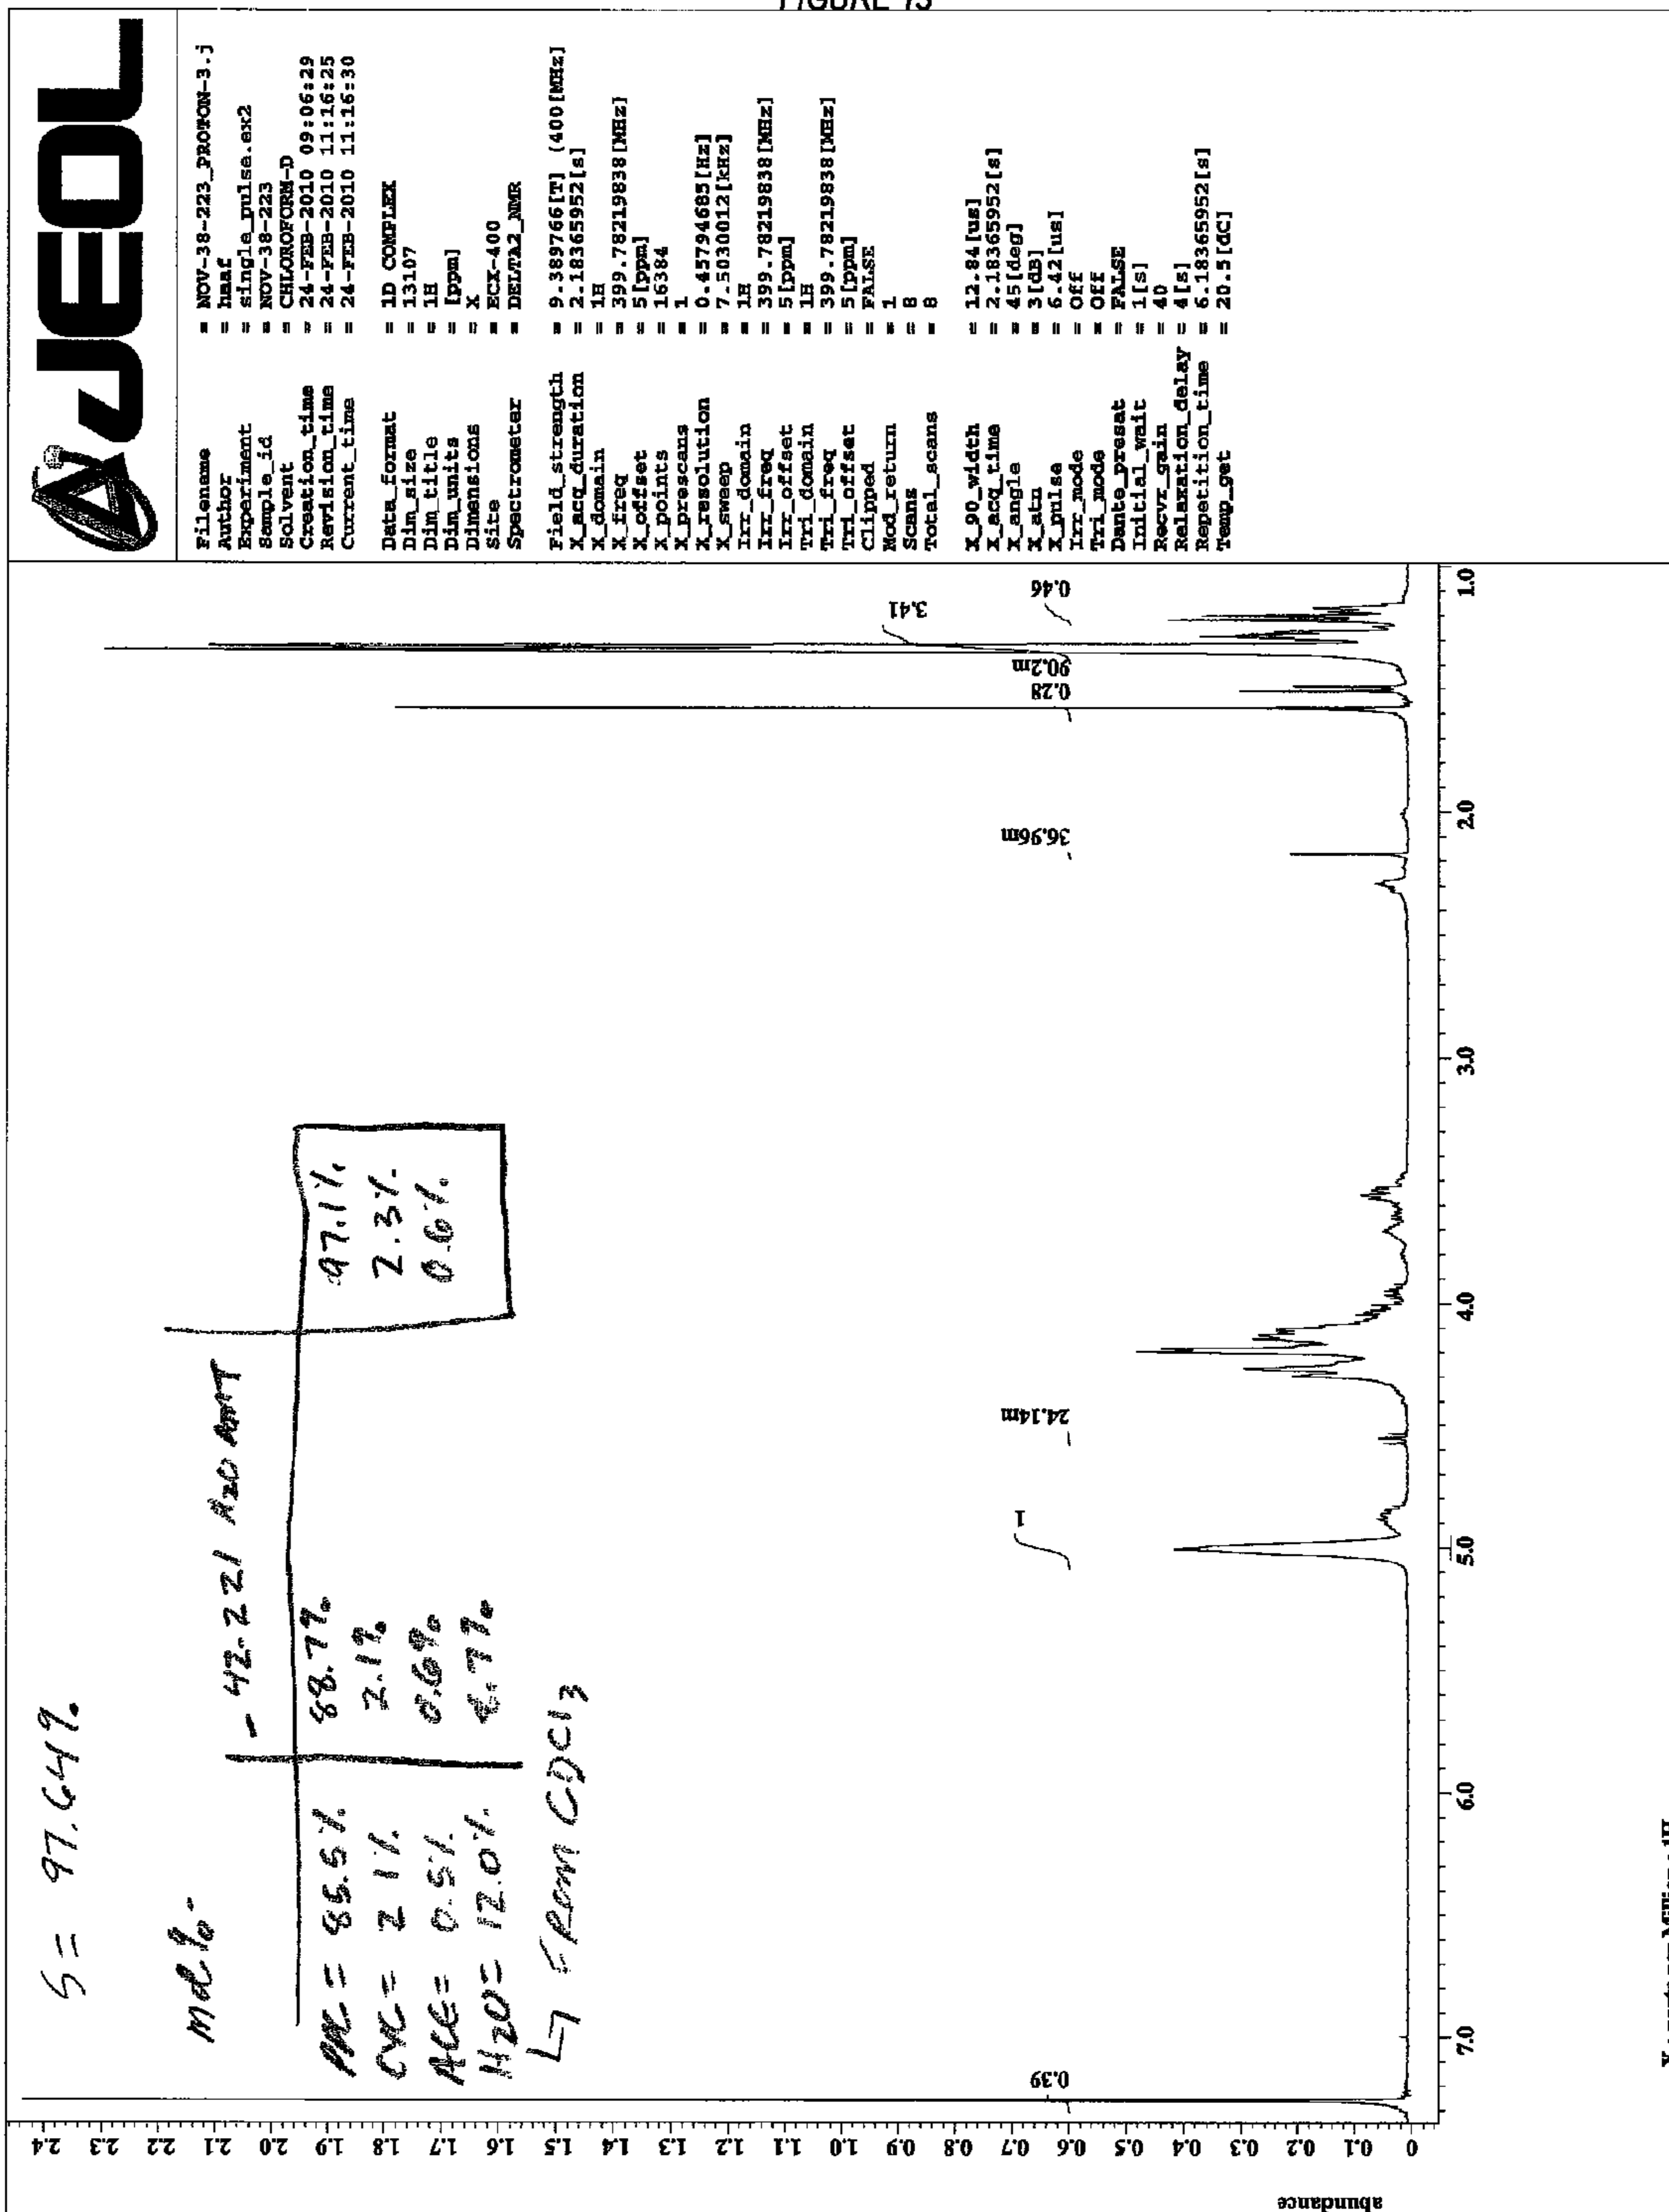 JEOL
Filename = NOV-38-223_PROTON-3.j
Author = haaf
Experiment = single_pulse.ex2
Sample_id = NOV-38-223
Solvent = CHLOROFORM-D
Creation_time = 24-FEB-2010 09:06:29
Revision_time = 24-FEB-2010 11:16:25
Current_time = 24-FEB-2010 11:16:30
Data_format = 1D COMPLEX
Dim_size = 13107
Dim_title = 1H
Dim_units = [ppm]
Dimensions = X
Site = ECX-400
Spectrometer = DELTA2_NMR
Field_strength = 9.389766[T] (400[MHz]
X_acq_duration = 2.18365952[s]
X_domain = 1H
X_freq = 399.78219838[MHz]
X_offset = 5[ppm]
X_points = 16384
X_prescans = 1
X_resolution = 0.45794685[Hz]
X_sweep = 7.5030012[kHz]
Irr_domain = 1H
Irr_freq = 399.78219838[MHz]
Irr_offset = 5[ppm]
Tri_domain = 1H
Tri_freq = 399.78219838[MHz]
Tri_offset = 5[ppm]
Clipped = FALSE
Mod_return = 1
Scans = 8
Total_scans = 8
X_90_width = 12.84[us]
X_acq_time = 2.18365952[s]
X_angle = 45[deg]
X_atn = 3[dB]
X_pulse = 6.42[us]
Irr_mode = Off
Tri_mode = Off
Dante_presat = FALSE
Initial_wait = 1[s]
Recvr_gain = 40
Relaxation_delay = 4[s]
Repetition_time = 6.18365952[s]
Temp_get = 20.5[dC]
S = 97.64%
mol%
- 42-221 H2O AMT
= 85.5% 88.7% 97.1%
CYC = 2.1% 2.1% 2.3%
ACE = 0.5% 0.6% 0.6%
H2O = 12.0% 8.7%
FROM CDCl3
abundance
2.4
2.3
2.2
2.1
2.0
1.9
1.8
1.7
1.6
1.5
1.4
1.3
1.2
1.1
1.0
0.9
0.8
0.7
0.6
0.5
0.4
0.3
0.2
0.1
0
0.39
1
24.14m
36.96m
0.28
90.2m
3.41
0.46
7.0 6.0 5.0 4.0 3.0 2.0 1.0